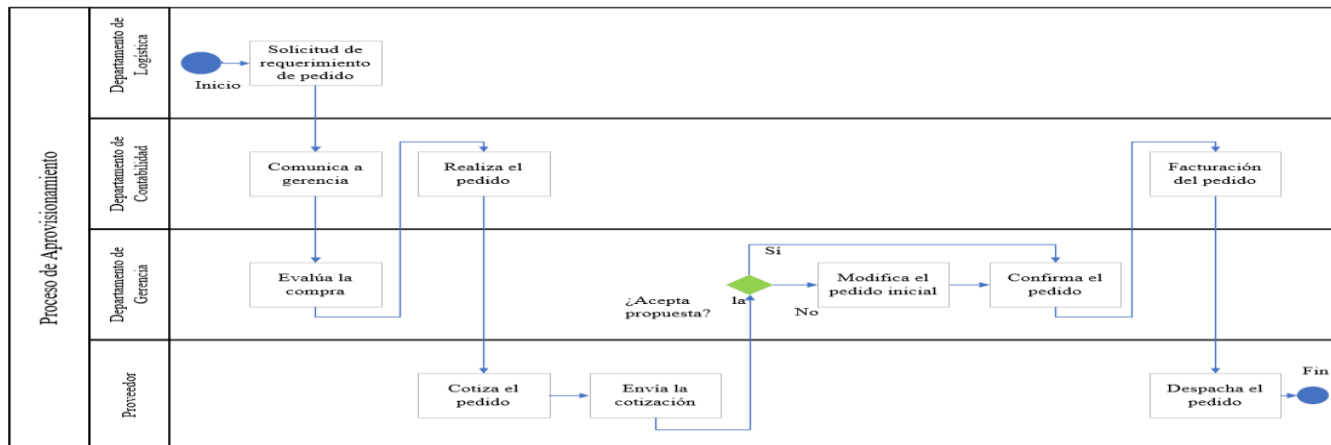 Proceso de Aprovisionamiento
Departamento de
Logística
Inicio
Solicitud de
requerimiento
de pedido
Departamento de
Contabilidad
Comunica a
gerencia
Realiza el
pedido
Facturación
del pedido
Departamento de
Gerencia
Evalúa la
compra
¿Acepta la
propuesta?
Sí
No
Modifica el
pedido inicial
Confirma el
pedido
Proveedor
Cotiza el
pedido
Envía la
cotización
Despacha el
pedido
Fin